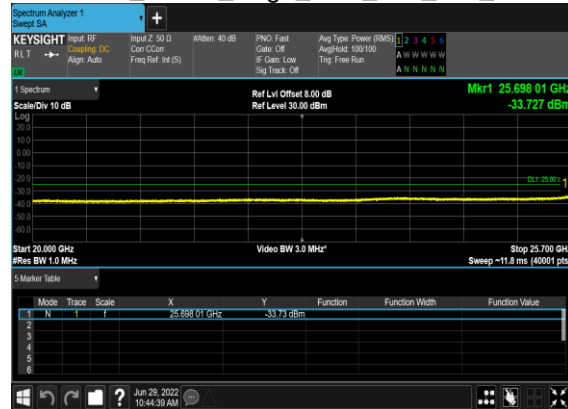 Spectrum Analyzer 1
Swept SA
+
KEYSIGHT
RLT
Input: RF
Coupling: DC
Align: Auto
Input Z: 50 Ω
Corr CCorr
Freq Ref: Int (S)
#Atten: 40 dB
PNO: Fast
Gate: Off
IF Gain: Low
Sig Track: Off
Avg Type: Power (RMS)
Avg|Hold: 100/100
Trig: Free Run
1 2 3 4 5 6
A W W W W W
A N N N N N
1 Spectrum
Scale/Div 10 dB
Ref Lvl Offset 8.00 dB
Ref Level 30.00 dBm
Mkr1 25.698 01 GHz
-33.727 dBm
Log
20.0
10.0
0.00
-10.0
-20.0
-30.0
-40.0
-50.0
-60.0
DL1 -25.00
1
Start 20.000 GHz
#Res BW 1.0 MHz
Video BW 3.0 MHz*
Stop 25.700 GHz
Sweep ~11.8 ms (40001 pts
5 Marker Table
Mode Trace Scale X Y Function Function Width Function Value
1 N 1 f 25.698 01 GHz -33.73 dBm
2
3
4
5
6
?
Jun 29, 2022
10:44:39 AM